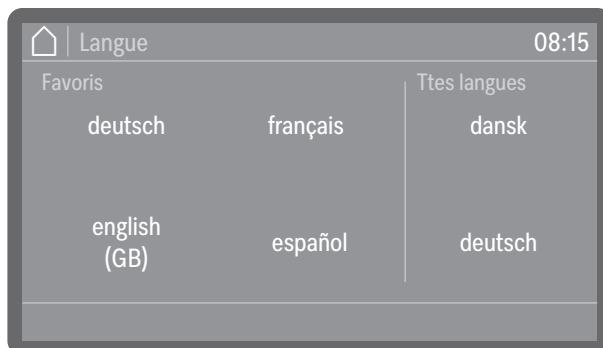 Langue 08:15
Favoris Ttes langues
deutsch français dansk
english
(GB) español deutsch